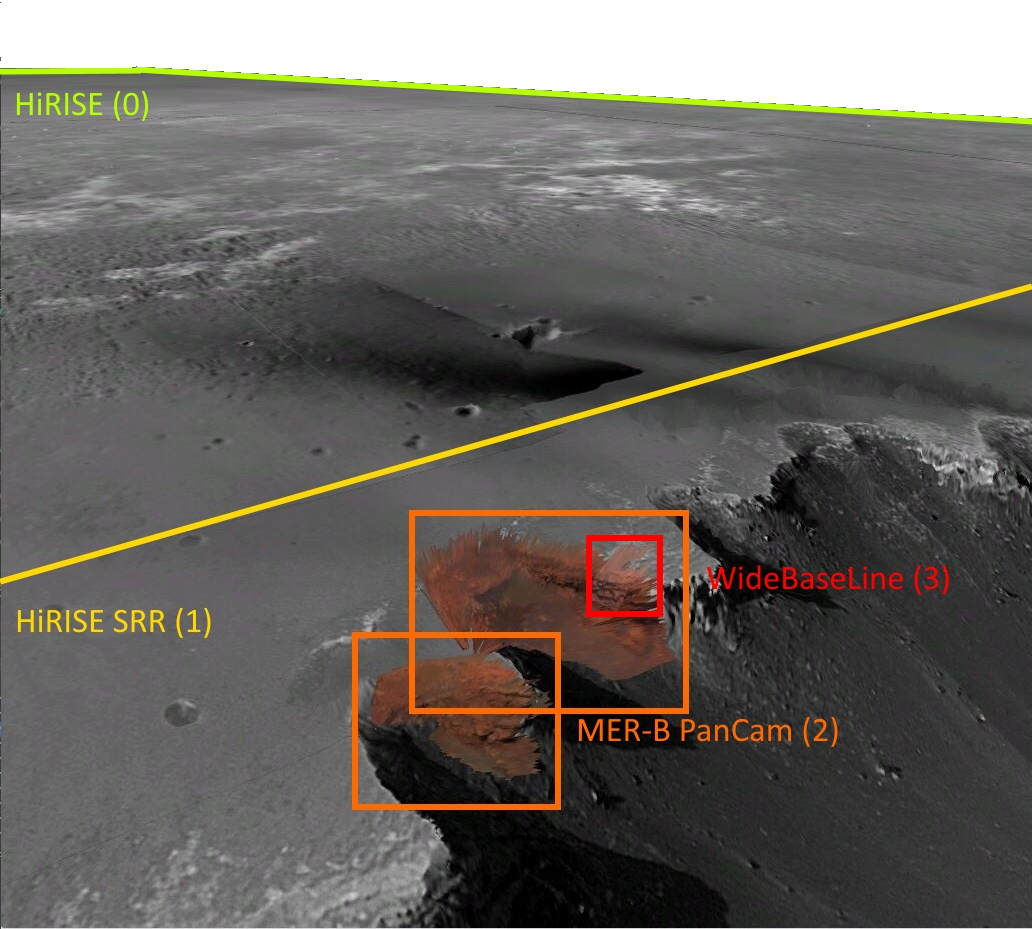 HiRISE (0)
WideBaseLine (3)
HiRISE SRR (1)
MER-B PanCam (2)